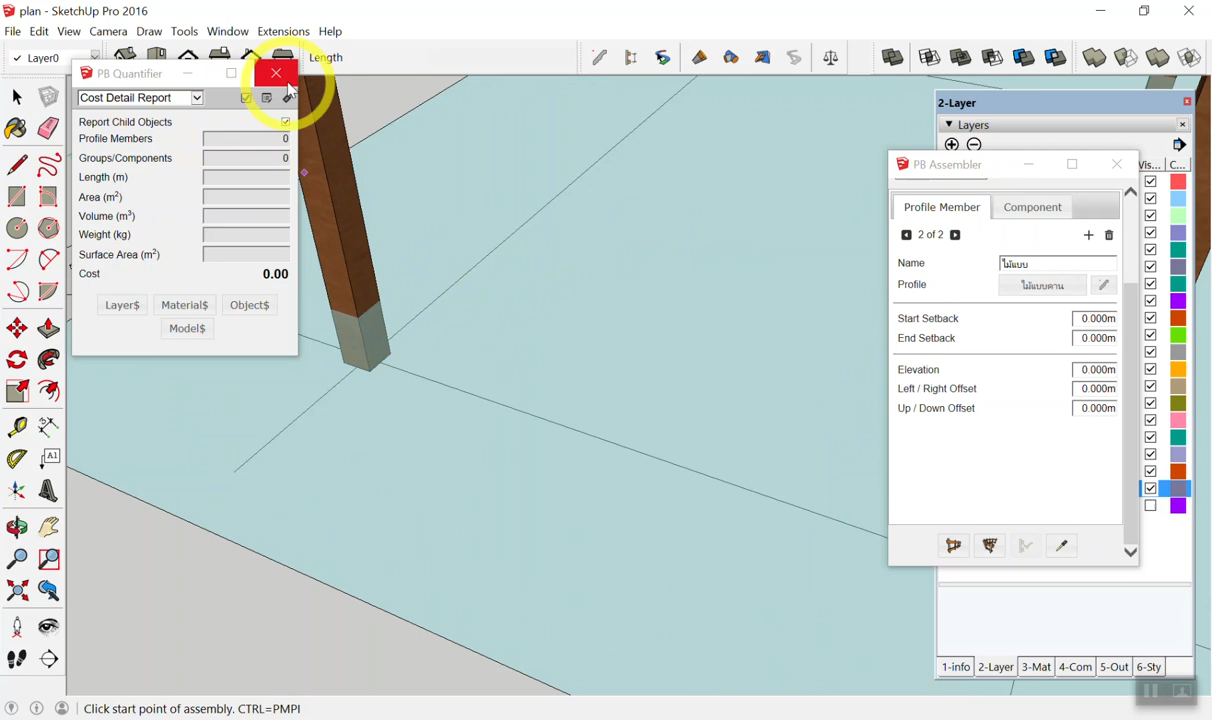 plan - SketchUp Pro 2016
File Edit View Camera Draw Tools Window Extensions Help
Layer0
Length
PB Quantifier
Cost Detail Report
Report Child Objects
Profile Members 0
Groups/Components 0
Length (m)
Area (m²)
Volume (m³)
Weight (kg)
Surface Area (m²)
Cost 0.00
Layer$ Material$ Object$
Model$
2-Layer
Layers
Vis... C...
PB Assembler
Profile Member Component
2 of 2
Name ไม้แบบ
Profile ไม้แบบคาน
Start Setback 0.000m
End Setback 0.000m
Elevation 0.000m
Left / Right Offset 0.000m
Up / Down Offset 0.000m
A1
1-info 2-Layer 3-Mat 4-Com 5-Out 6-Sty
Click start point of assembly. CTRL=PMPI